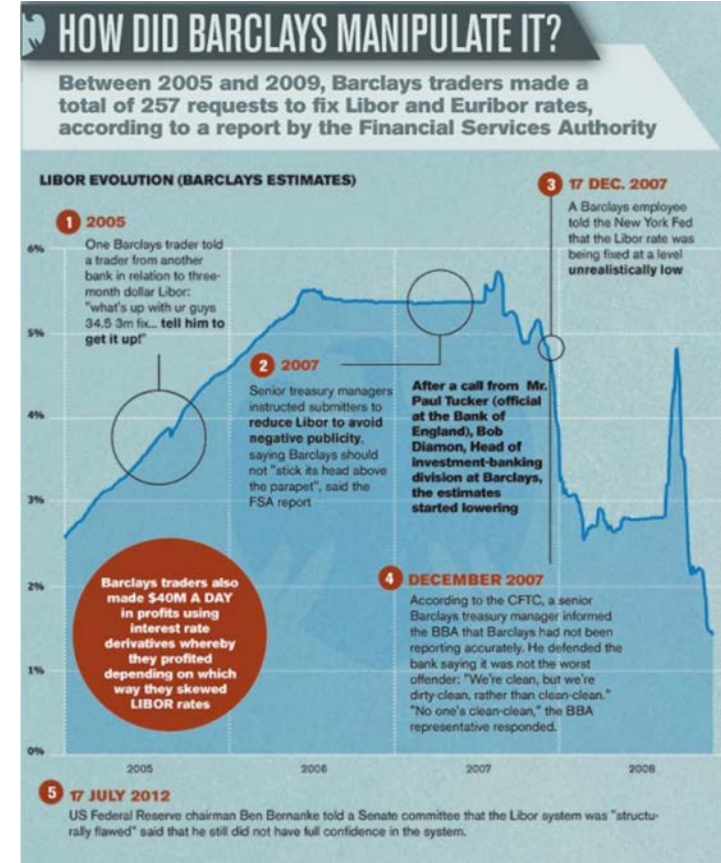 HOW DID BARCLAYS MANIPULATE IT?
Between 2005 and 2009, Barclays traders made a
total of 257 requests to fix Libor and Euribor rates,
according to a report by the Financial Services Authority
LIBOR EVOLUTION (BARCLAYS ESTIMATES)
1 2005
One Barclays trader told
a trader from another
bank in relation to three-
month dollar Libor:
"what's up with ur guys
34.5 3m fix... tell him to
get it up!"
2 2007
Senior treasury managers
instructed submitters to
reduce Libor to avoid
negative publicity,
saying Barclays should
not "stick its head above
the parapet", said the
FSA report
After a call from Mr.
Paul Tucker (official
at the Bank of
England), Bob
Diamon, Head of
investment-banking
division at Barclays,
the estimates
started lowering
3 17 DEC. 2007
A Barclays employee
told the New York Fed
that the Libor rate was
being fixed at a level
unrealistically low
4 DECEMBER 2007
According to the CFTC, a senior
Barclays treasury manager informed
the BBA that Barclays had not been
reporting accurately. He defended the
bank saying it was not the worst
offender: "We're clean, but we're
dirty-clean, rather than clean-clean."
"No one's clean-clean," the BBA
representative responded.
Barclays traders also
made $40M A DAY
in profits using
interest rate
derivatives whereby
they profited
depending on which
way they skewed
LIBOR rates
6%
5%
4%
3%
2%
1%
0%
2005
2006
2007
2008
5 17 JULY 2012
US Federal Reserve chairman Ben Bernanke told a Senate committee that the Libor system was "structu-
rally flawed" said that he still did not have full confidence in the system.